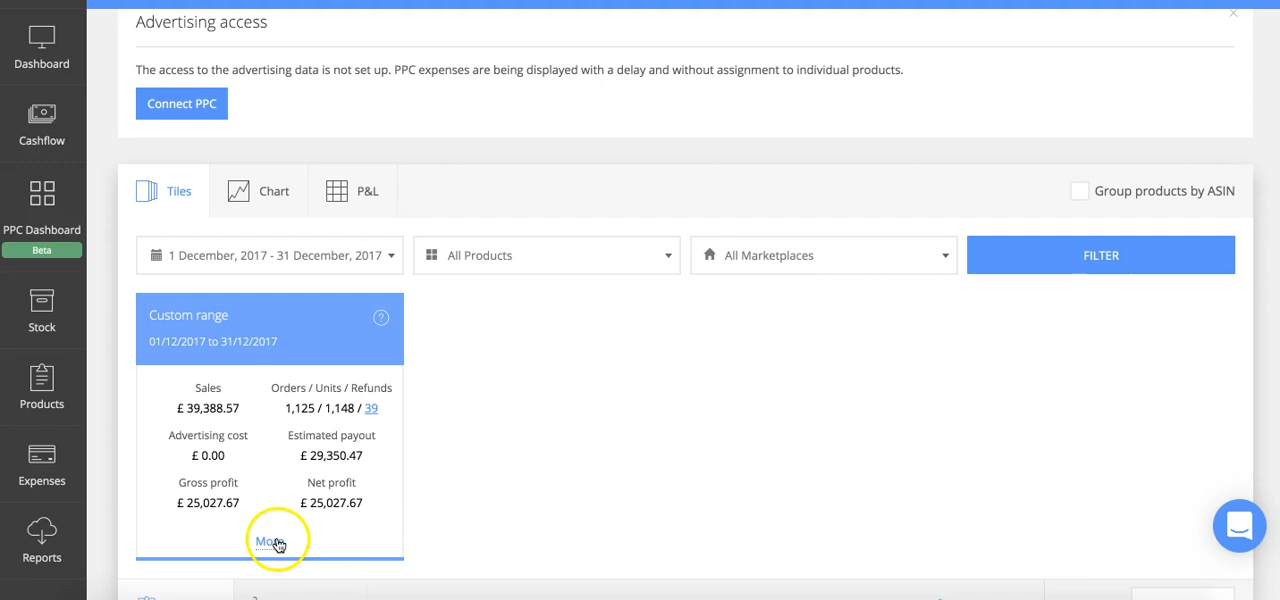 Advertising access
The access to the advertising data is not set up. PPC expenses are being displayed with a delay and without assignment to individual products.
Connect PPC
Dashboard
Cashflow
PPC Dashboard
Beta
Stock
Products
Expenses
Reports
Tiles
Chart
P&L
Group products by ASIN
1 December, 2017 - 31 December, 2017
All Products
All Marketplaces
FILTER
Custom range
?
01/12/2017 to 31/12/2017
Sales
Orders / Units / Refunds
£ 39,388.57
1,125 / 1,148 / 39
Advertising cost
Estimated payout
£ 0.00
£ 29,350.47
Gross profit
Net profit
£ 25,027.67
£ 25,027.67